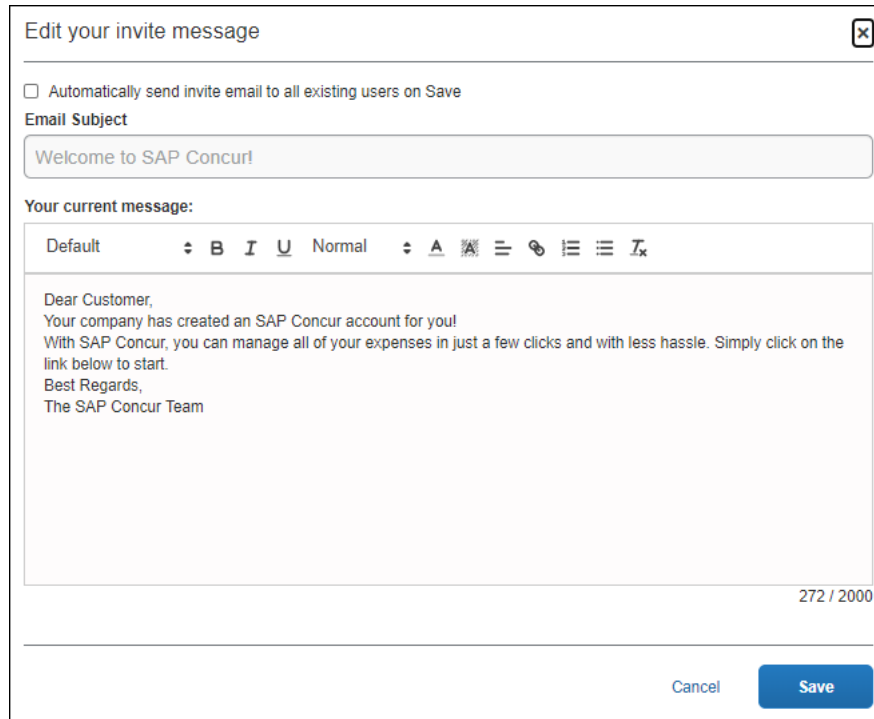 Edit your invite message
Automatically send invite email to all existing users on Save
Email Subject
Welcome to SAP Concur!
Your current message:
Default B I U Normal A A Tx
Dear Customer,
Your company has created an SAP Concur account for you!
With SAP Concur, you can manage all of your expenses in just a few clicks and with less hassle. Simply click on the
link below to start.
Best Regards,
The SAP Concur Team
272 / 2000
Cancel Save